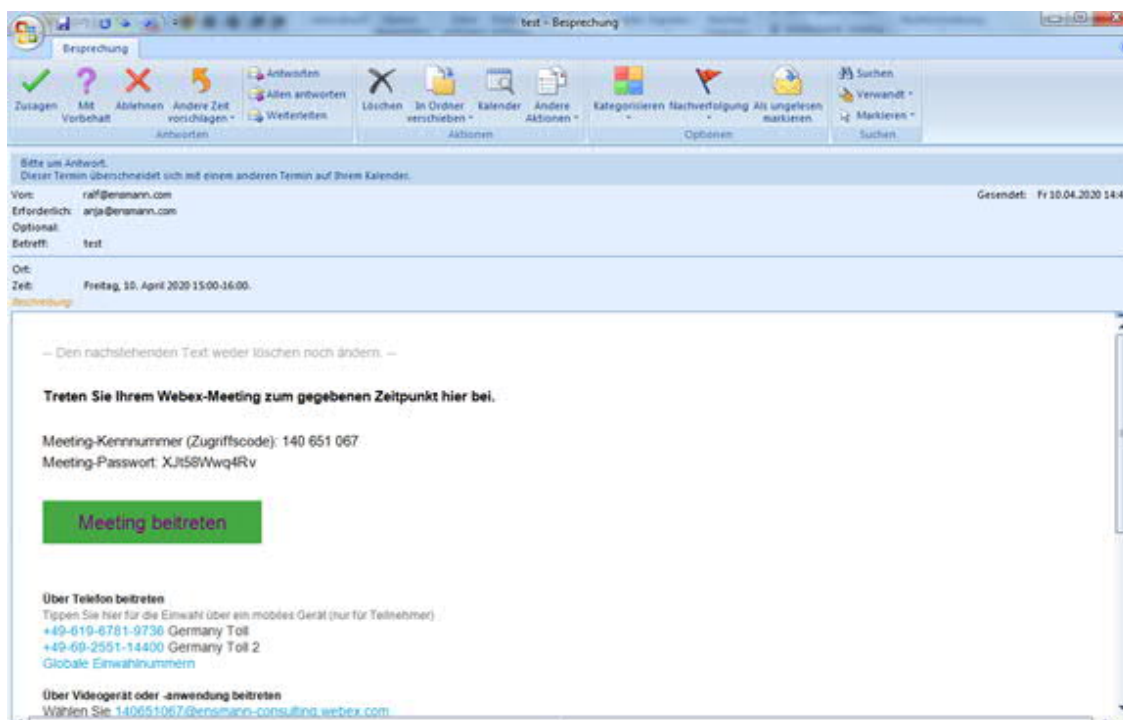 test - Besprechung
Besprechung
Zusagen
Mit Vorbehalt
Ablehnen
Andere Zeit vorschlagen
Antworten
Allen antworten
Weiterleiten
Antworten
Löschen
In Ordner verschieben
Kalender
Andere Aktionen
Aktionen
Kategorisieren
Nachverfolgung
Als ungelesen markieren
Optionen
Suchen
Verwandt
Markieren
Suchen
Bitte um Antwort.
Dieser Termin überschneidet sich mit einem anderen Termin auf Ihrem Kalender.
Von: ralf@ensmann.com
Gesendet: Fr 10.04.2020 14:4
Erforderlich: anja@ensmann.com
Optional:
Betreff: test
Ort:
Zeit: Freitag, 10. April 2020 15:00-16:00.
Beschreibung:
-- Den nachstehenden Text weder löschen noch ändern. --
Treten Sie Ihrem Webex-Meeting zum gegebenen Zeitpunkt hier bei.
Meeting-Kennnummer (Zugriffscode): 140 651 067
Meeting-Passwort: XJt58Wwq4Rv
Meeting beitreten
Über Telefon beitreten
Tippen Sie hier für die Einwahl über ein mobiles Gerät (nur für Teilnehmer)
+49-619-6781-9736 Germany Toll
+49-69-2551-14400 Germany Toll 2
Globale Einwahlnummern
Über Videogerät oder -anwendung beitreten
Wählen Sie 140651067@ensmann-consulting.webex.com